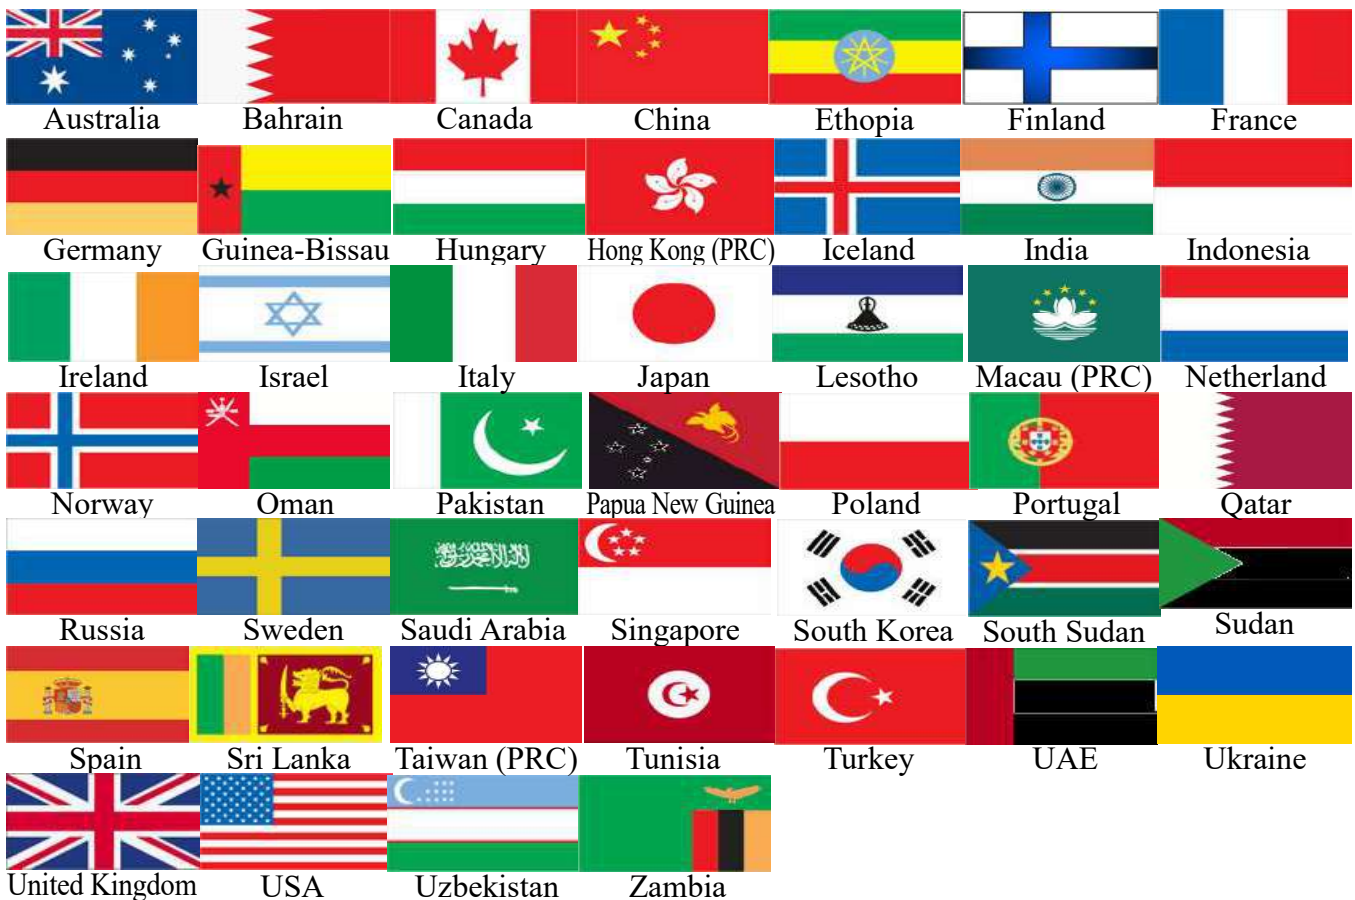 Australia Bahrain Canada China Ethopia Finland France
Germany Guinea-Bissau Hungary Hong Kong (PRC) Iceland India Indonesia
Ireland Israel Italy Japan Lesotho Macau (PRC) Netherland
Norway Oman Pakistan Papua New Guinea Poland Portugal Qatar
Russia Sweden Saudi Arabia Singapore South Korea South Sudan Sudan
Spain Sri Lanka Taiwan (PRC) Tunisia Turkey UAE Ukraine
United Kingdom USA Uzbekistan Zambia